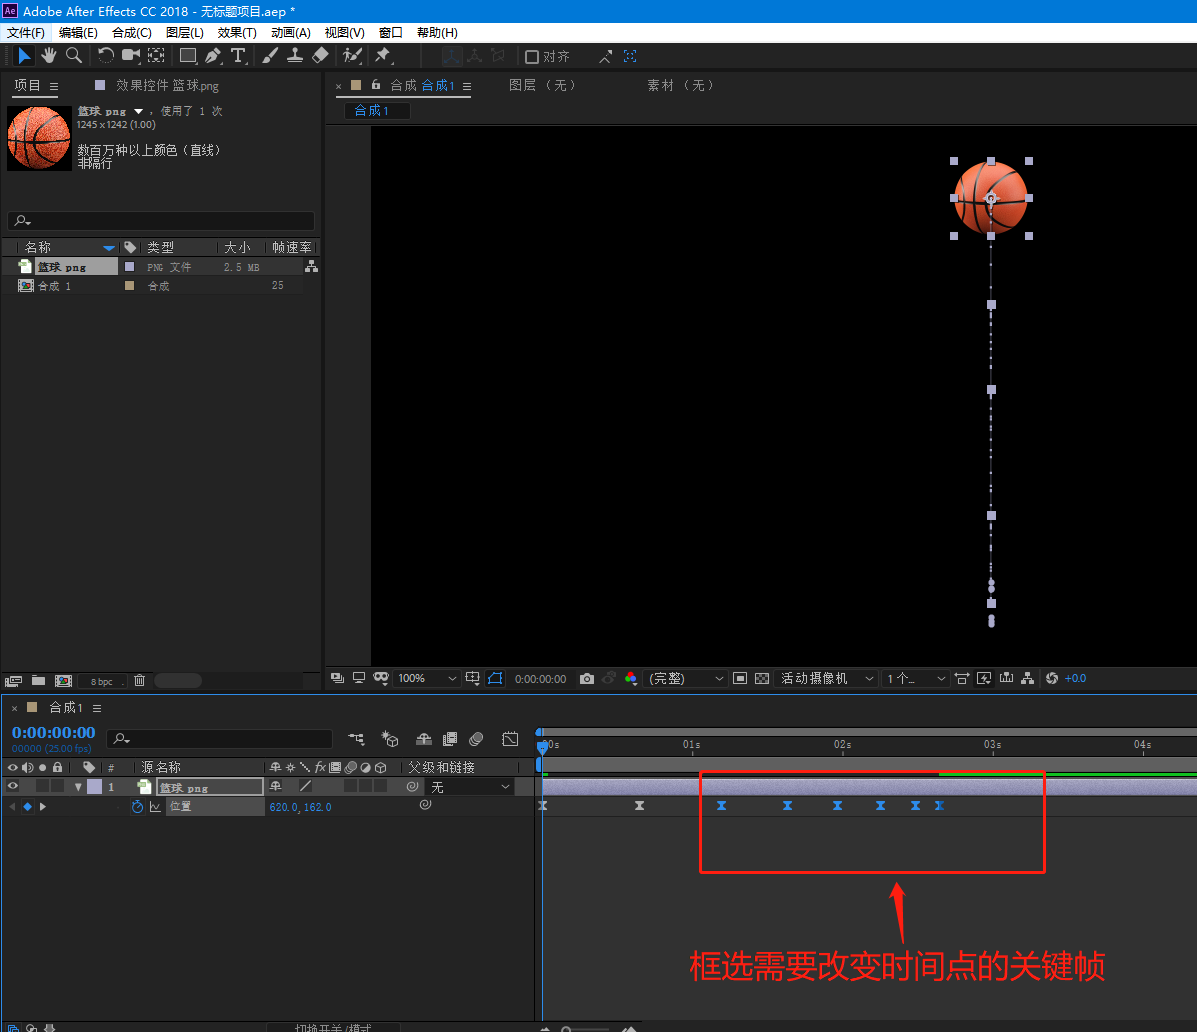 Ae Adobe After Effects CC 2018 - 无标题项目.aep *
文件(F) 编辑(E) 合成(C) 图层(L) 效果(T) 动画(A) 视图(V) 窗口 帮助(H)
对齐
项目 效果控件 篮球.png
合成 合成1 图层（无） 素材（无）
合成1
篮球.png ，使用了 1 次
1245 x 1242 (1.00)
数百万种以上颜色（直线）
非隔行
名称 类型 大小 帧速率
篮球.png PNG 文件 2.5 MB
合成 1 合成 25
8 bpc
100% 0:00:00:00 (完整) 活动摄像机 1个... +0.0
合成1
0:00:00:00
00000 (25.00 fps)
:00s 01s 02s 03s 04s
# 源名称 fx 父级和链接
1 篮球.png 无
位置 620.0,162.0
框选需要改变时间点的关键帧
切换开关/模式